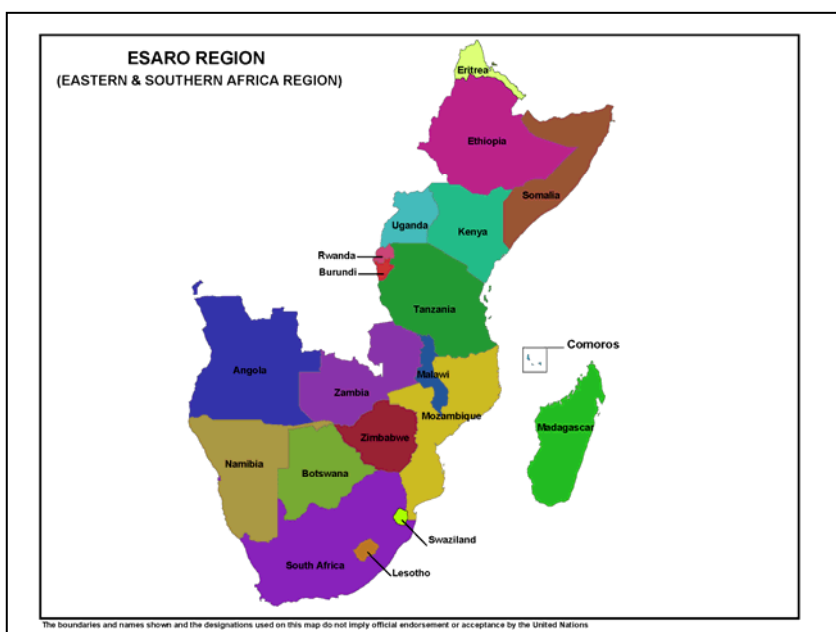 ESARO REGION
(EASTERN & SOUTHERN AFRICA REGION)
Eritrea
Ethiopia
Somalia
Uganda
Kenya
Rwanda
Burundi
Tanzania
Comoros
Angola
Malawi
Zambia
Mozambique
Madagascar
Zimbabwe
Namibia
Botswana
Swaziland
South Africa
Lesotho
The boundaries and names shown and the designations used on this map do not imply official endorsement or acceptance by the United Nations